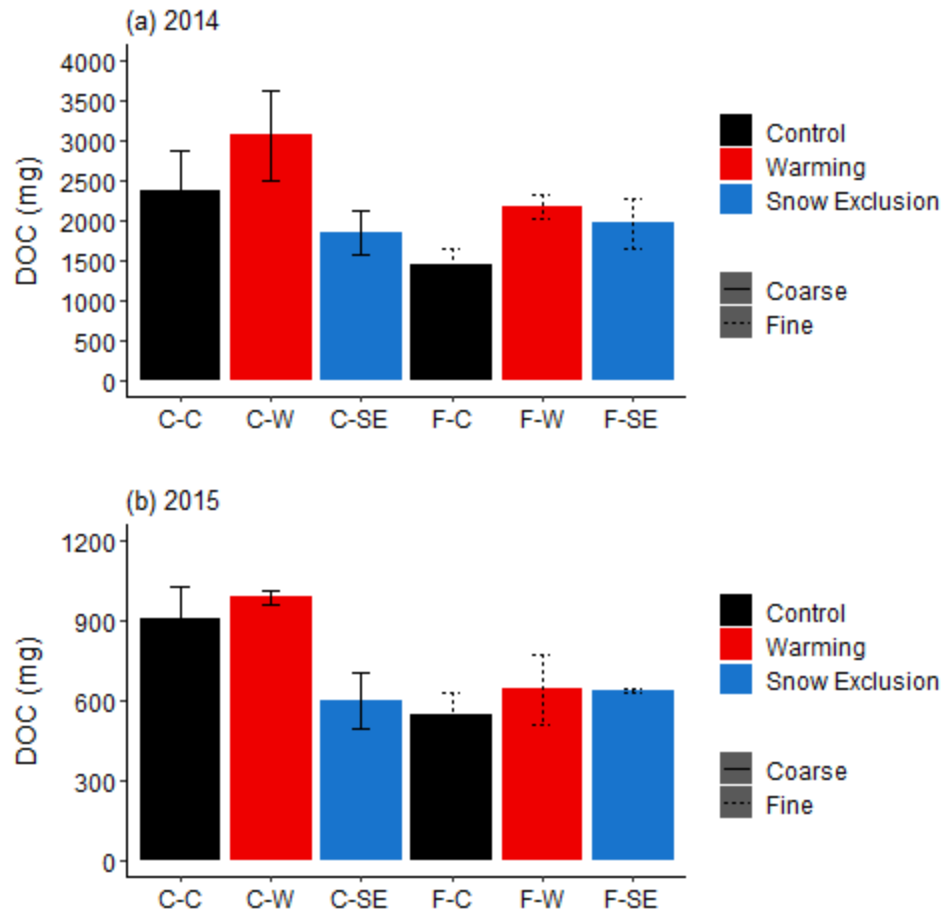 (a) 2014
DOC (mg)
4000
3500
3000
2500
2000
1500
1000
500
0
C-C C-W C-SE F-C F-W F-SE
Control
Warming
Snow Exclusion
Coarse
Fine
(b) 2015
DOC (mg)
1200
900
600
300
0
C-C C-W C-SE F-C F-W F-SE
Control
Warming
Snow Exclusion
Coarse
Fine